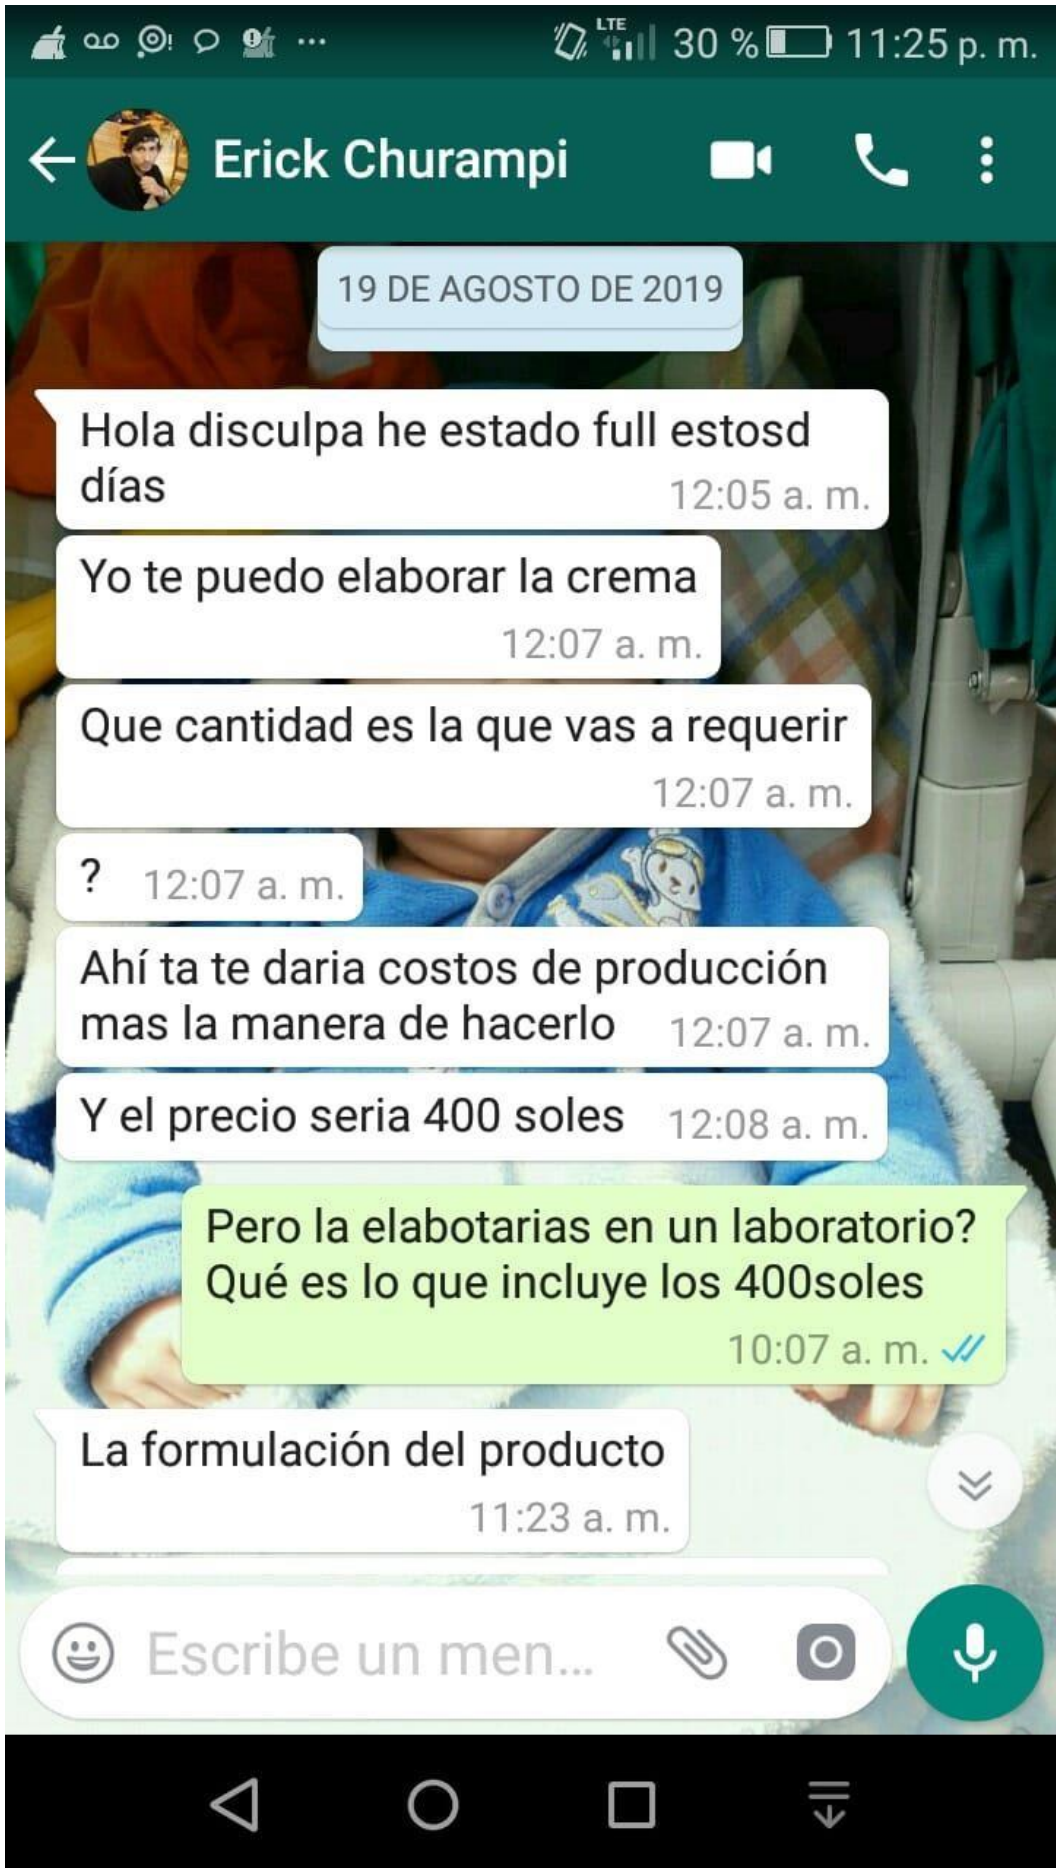 LTE
30 % 11:25 p. m.
Erick Churampi
19 DE AGOSTO DE 2019
Hola disculpa he estado full estosd
días 12:05 a. m.
Yo te puedo elaborar la crema
12:07 a. m.
Que cantidad es la que vas a requerir
12:07 a. m.
? 12:07 a. m.
Ahí ta te daria costos de producción
mas la manera de hacerlo 12:07 a. m.
Y el precio seria 400 soles 12:08 a. m.
Pero la elabotarias en un laboratorio?
Qué es lo que incluye los 400soles
10:07 a. m.
La formulación del producto
11:23 a. m.
Escribe un men...